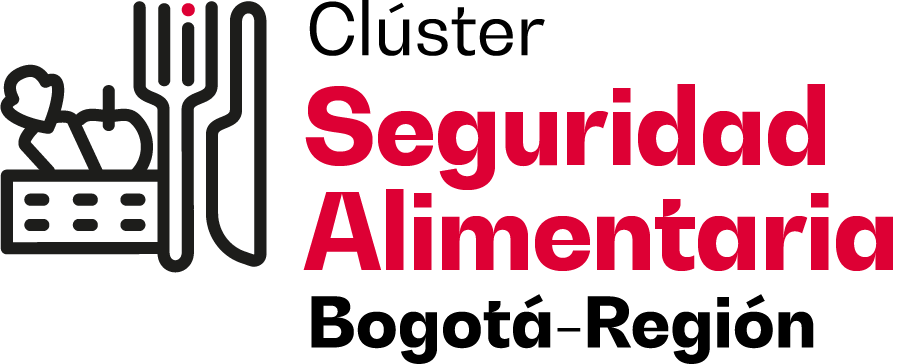 Clúster
Seguridad
Alimentaria
Bogotá-Región